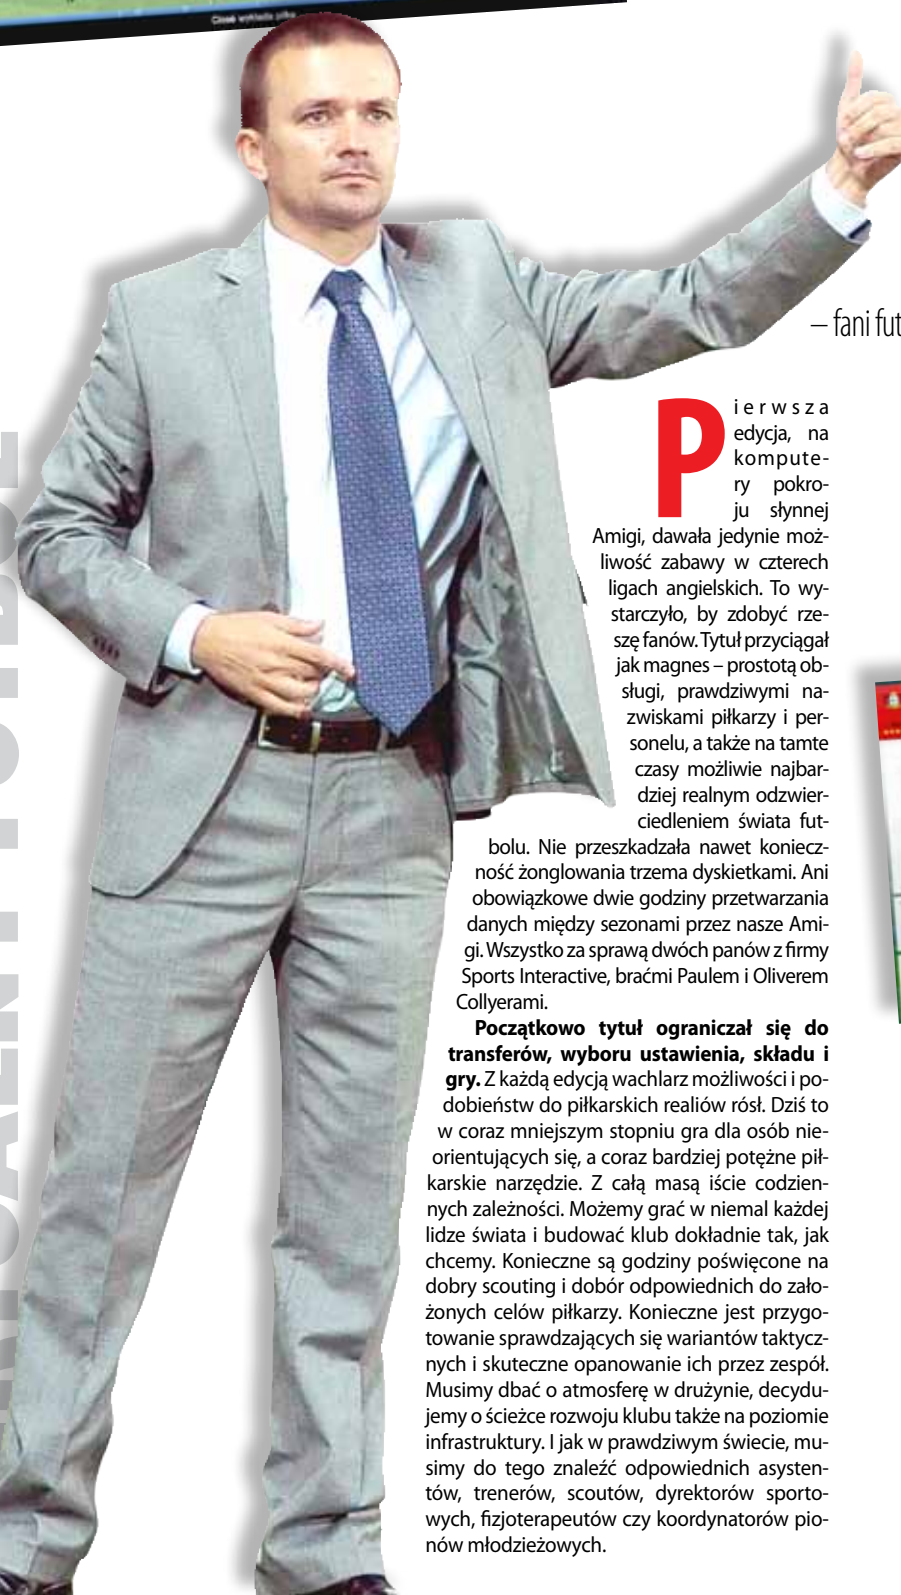 – fani fut
Pierwsza
edycja, na
kompute-
ry pokro-
ju słynnej
Amigi, dawała jedynie moż-
liwość zabawy w czterech
ligach angielskich. To wy-
starczyło, by zdobyć rze-
szę fanów. Tytuł przyciągał
jak magnes – prostotą ob-
sługi, prawdziwymi na-
zwiskami piłkarzy i per-
sonelu, a także na tamte
czasy możliwie najbar-
dziej realnym odzwier-
ciedleniem świata fut-
bolu. Nie przeszkadzała nawet koniecz-
ność żonglowania trzema dyskietkami. Ani
obowiązkowe dwie godziny przetwarzania
danych między sezonami przez nasze Ami-
gi. Wszystko za sprawą dwóch panów z firmy
Sports Interactive, braćmi Paulem i Oliverem
Collyerami.
Początkowo tytuł ograniczał się do
transferów, wyboru ustawienia, składu i
gry. Z każdą edycją wachlarz możliwości i po-
dobieństw do piłkarskich realiów rósł. Dziś to
w coraz mniejszym stopniu gra dla osób nie-
orientujących się, a coraz bardziej potężne pił-
karskie narzędzie. Z całą masą iście codzien-
nych zależności. Możemy grać w niemal każdej
lidze świata i budować klub dokładnie tak, jak
chcemy. Konieczne są godziny poświęcone na
dobry scouting i dobór odpowiednich do zało-
żonych celów piłkarzy. Konieczne jest przygo-
towanie sprawdzających się wariantów taktycz-
nych i skuteczne opanowanie ich przez zespół.
Musimy dbać o atmosferę w drużynie, decydu-
jemy o ścieżce rozwoju klubu także na poziomie
infrastruktury. I jak w prawdziwym świecie, mu-
simy do tego znaleźć odpowiednich asysten-
tów, trenerów, scoutów, dyrektorów sporto-
wych, fizjoterapeutów czy koordynatorów pio-
nów młodzieżowych.